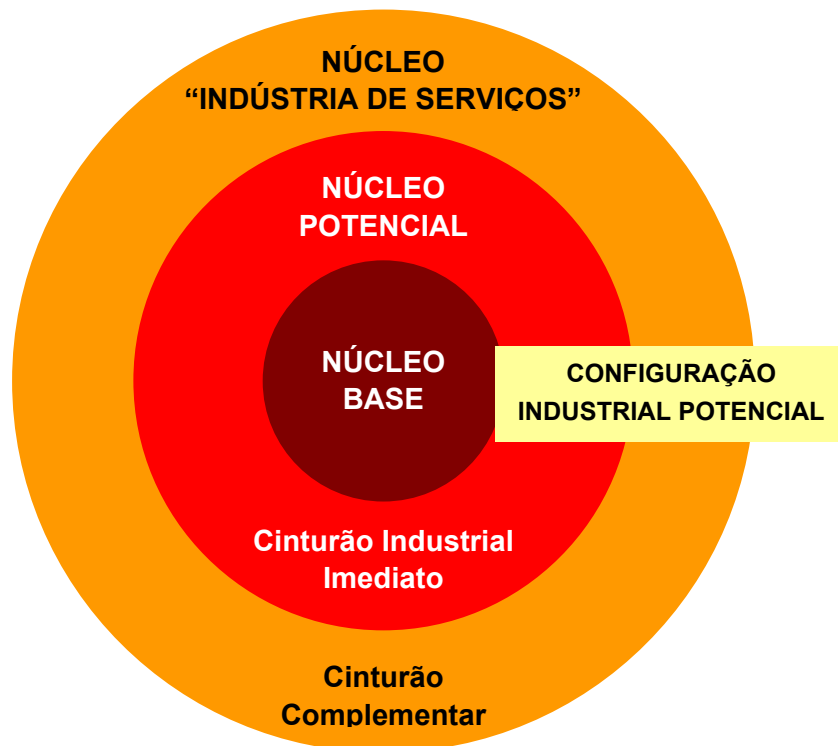 NÚCLEO
“INDÚSTRIA DE SERVIÇOS”
NÚCLEO
POTENCIAL
NÚCLEO
BASE
CONFIGURAÇÃO
INDUSTRIAL POTENCIAL
Cinturão Industrial
Imediato
Cinturão
Complementar